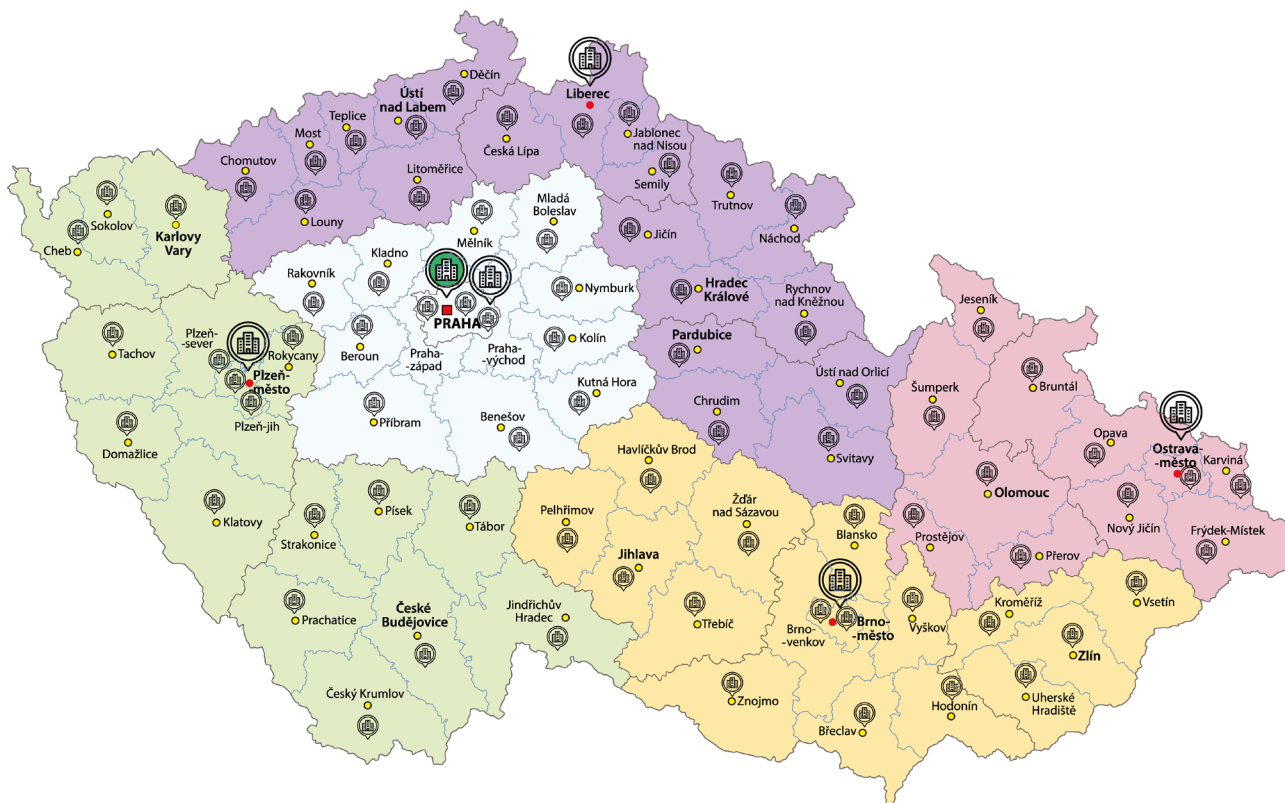 Děčín
Liberec
Ústí
nad Labem
Teplice
Most
Jablonec
nad Nisou
Česká Lípa
Chomutov
Litoměřice
Semily
Trutnov
Louny
Mladá
Boleslav
Sokolov
Karlovy
Vary
Cheb
Mělník
Jičín
Náchod
Kladno
Rakovník
Nymburk
Hradec
Králové
Rychnov
nad Kněžnou
Jeseník
PRAHA
Plzeň-
-sever
Tachov
Rokycany
Beroun
Praha-
-západ
Praha-
-východ
Kolín
Pardubice
Plzeň-
-město
Kutná Hora
Ústí nad Orlicí
Šumperk
Bruntál
Plzeň-jih
Příbram
Benešov
Chrudim
Domažlice
Havlíčkův Brod
Svitavy
Opava
Ostrava-
-město
Karviná
Klatovy
Písek
Tábor
Pelhřimov
Žďár
nad Sázavou
Olomouc
Nový Jičín
Strakonice
Blansko
Prostějov
Přerov
Frýdek-Místek
Jihlava
Prachatice
České
Budějovice
Jindřichův
Hradec
Třebíč
Brno-
-venkov
Brno-
-město
Vyškov
Kroměříž
Vsetín
Zlín
Český Krumlov
Znojmo
Břeclav
Hodonín
Uherské
Hradiště